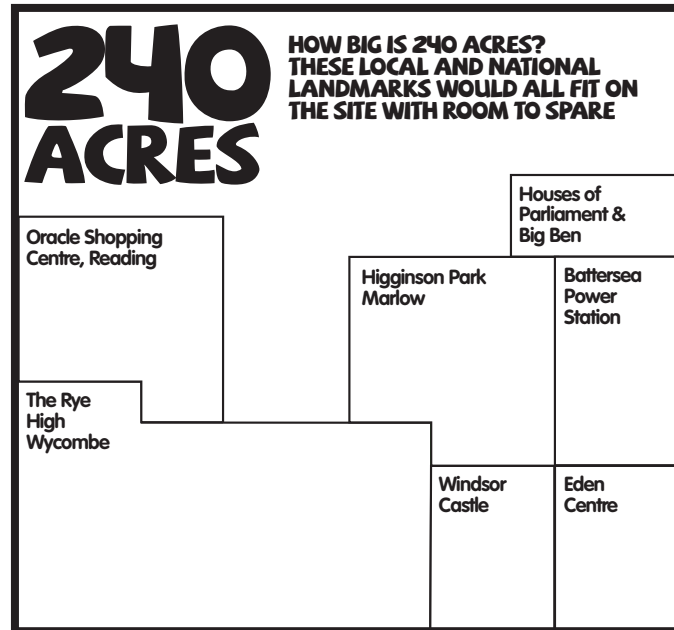 240
ACRES
HOW BIG IS 240 ACRES?
THESE LOCAL AND NATIONAL
LANDMARKS WOULD ALL FIT ON
THE SITE WITH ROOM TO SPARE
Houses of
Parliament &
Big Ben
Oracle Shopping
Centre, Reading
Higginson Park
Marlow
Battersea
Power
Station
The Rye
High
Wycombe
Windsor
Castle
Eden
Centre